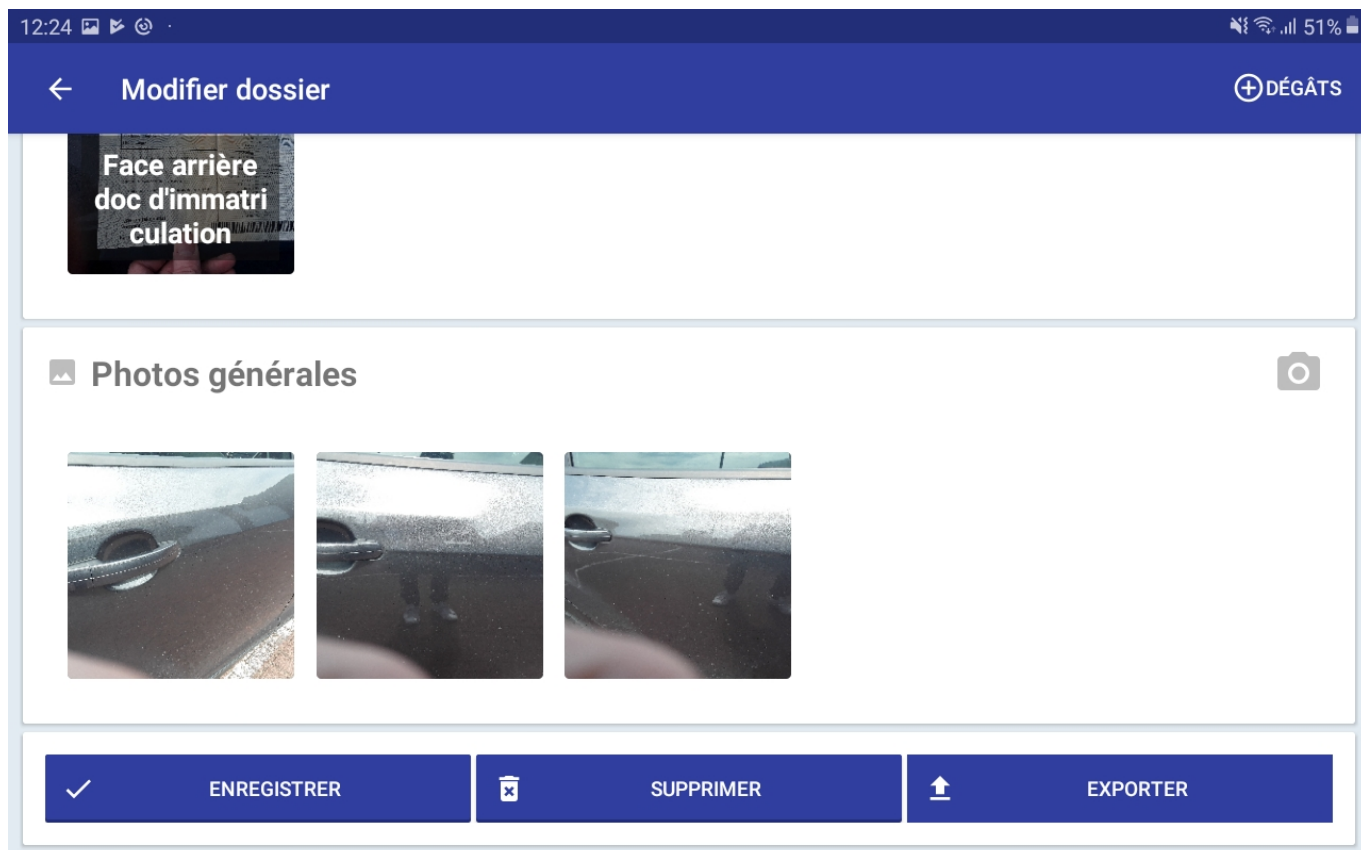 12:24
51%
Modifier dossier
DÉGÂTS
Face arrière
doc d'immatri
culation
Photos générales
ENREGISTRER
SUPPRIMER
EXPORTER